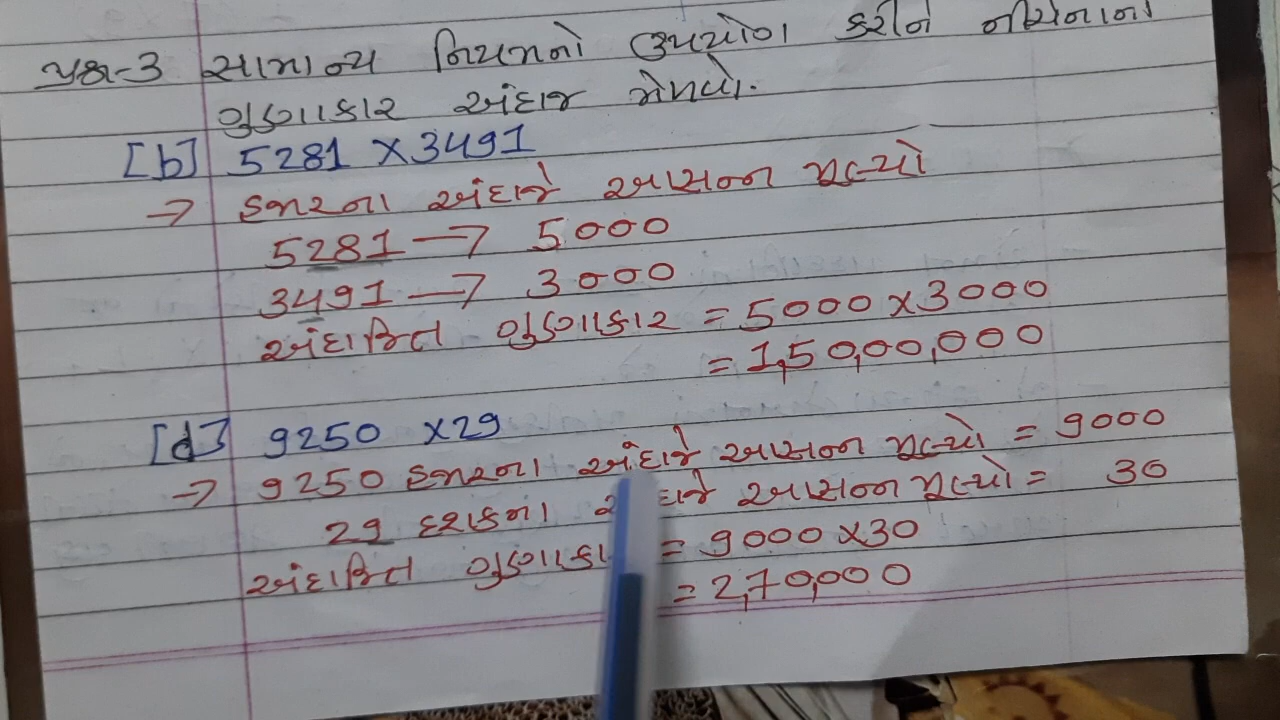 પ્રશ્ન-3 સામાન્ય નિયમનો ઉપયોગ કરીને નીચેનાનો
ગુણાકાર અંદાજ મેળવો.
[b] 5281 ×3491
→ હજારના અંદાજે આસન્ન મૂલ્યો
5281 → 5000
3491 → 3000
અંદાજિત ગુણાકાર = 5000 ×3000
= 1,50,00,000
[d] 9250 ×29
→ 9250 હજારના અંદાજે આસન્ન મૂલ્યો = 9000
29 દશકના અંદાજે આસન્ન મૂલ્યો = 30
અંદાજિત ગુણાકા = 9000 ×30
= 2,70,000